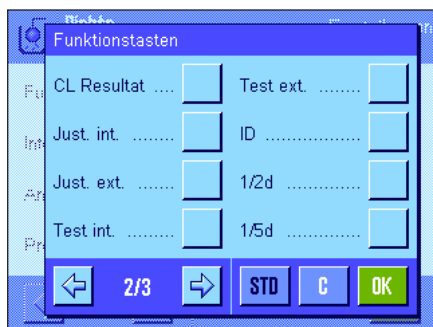 Funktionstasten
CL Resultat ....
Test ext. ........
Just. int. ........
ID ..............
Just. ext. .......
1/2d .............
Test int. .........
1/5d .............
2/3
STD
C
OK